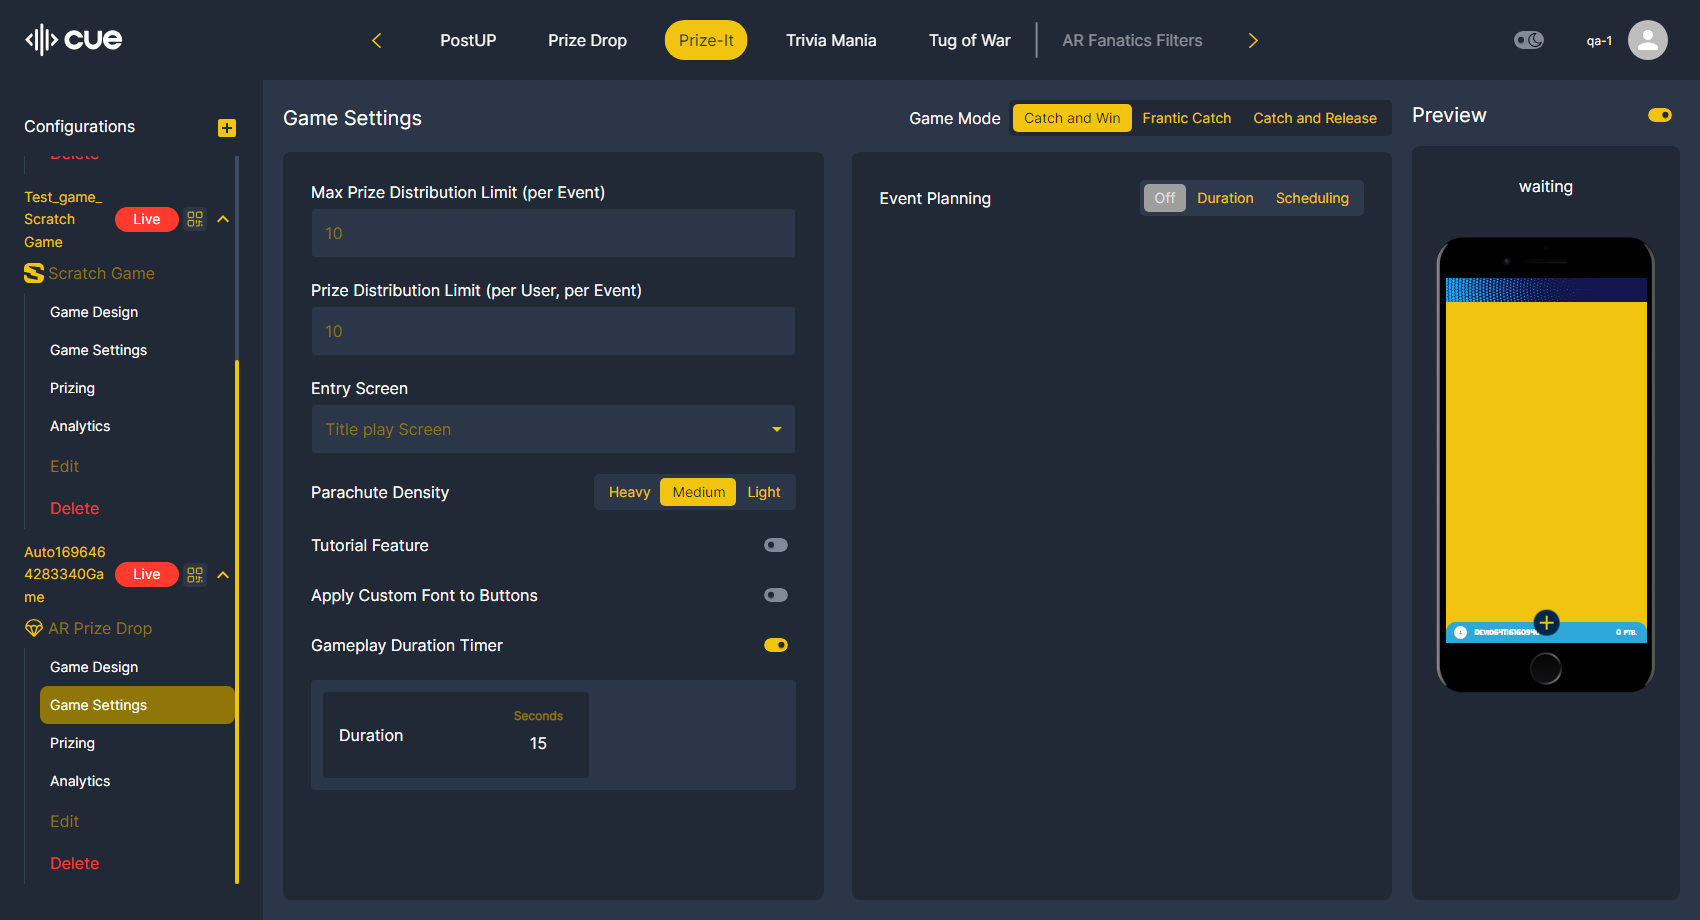 cue
PostUP
Prize Drop
Prize-It
Trivia Mania
Tug of War
AR Fanatics Filters
qa-1
Configurations
Delete
Test_game_
Scratch
Game
Live
Scratch Game
Game Design
Game Settings
Prizing
Analytics
Edit
Delete
Auto169646
4283340Ga
me
Live
AR Prize Drop
Game Design
Game Settings
Prizing
Analytics
Edit
Delete
Game Settings
Game Mode
Catch and Win
Frantic Catch
Catch and Release
Max Prize Distribution Limit (per Event)
10
Prize Distribution Limit (per User, per Event)
10
Entry Screen
Title play Screen
Parachute Density
Heavy
Medium
Light
Tutorial Feature
Apply Custom Font to Buttons
Gameplay Duration Timer
Duration
Seconds
15
Event Planning
Off
Duration
Scheduling
Preview
waiting
0 PTS.